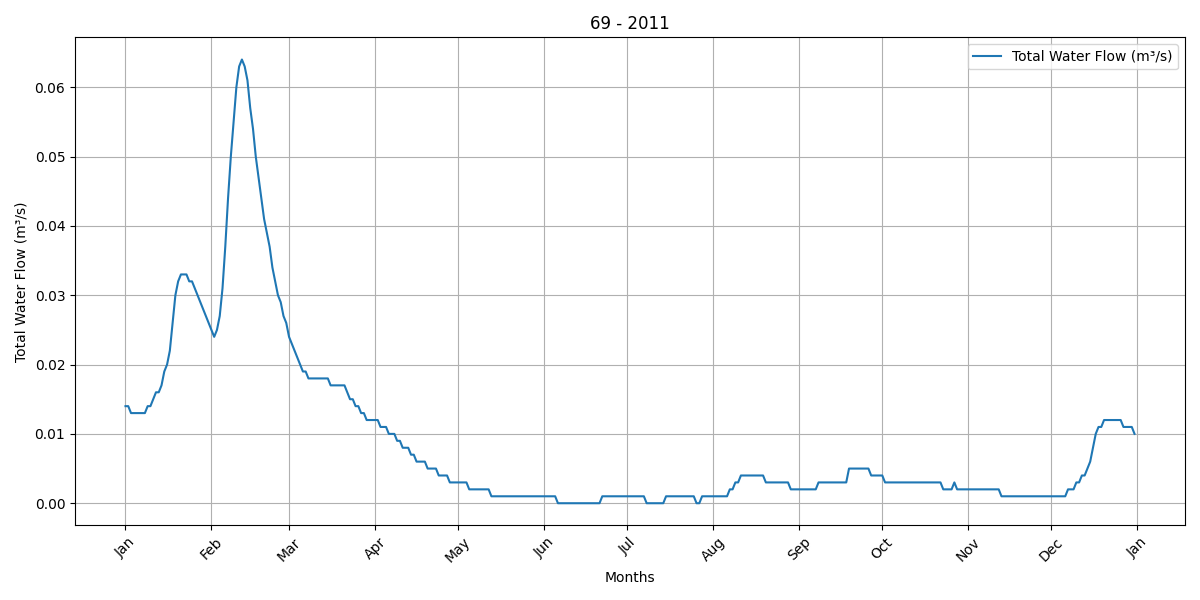 69 - 2011
Total Water Flow (m³/s)
Total Water Flow (m³/s)
0.06
0.05
0.04
0.03
0.02
0.01
0.00
Jan
Feb
Mar
Apr
May
Jun
Jul
Aug
Sep
Oct
Nov
Dec
Jan
Months